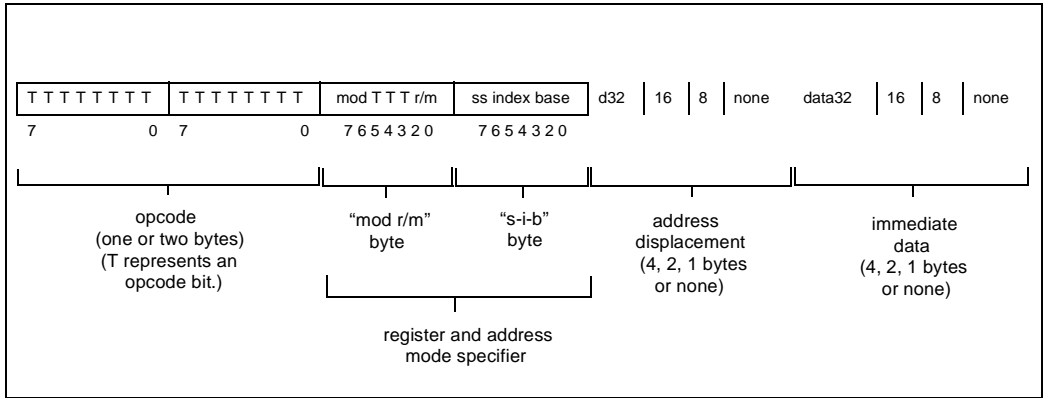 T T T T T T T T T T T T T T T T mod T T T r/m ss index base d32 16 8 none data32 16 8 none
7 0 7 0 7 6 5 4 3 2 0 7 6 5 4 3 2 0
opcode
(one or two bytes)
(T represents an
opcode bit.)
“mod r/m”
byte
“s-i-b”
byte
address
displacement
(4, 2, 1 bytes
or none)
immediate
data
(4, 2, 1 bytes
or none)
register and address
mode specifier